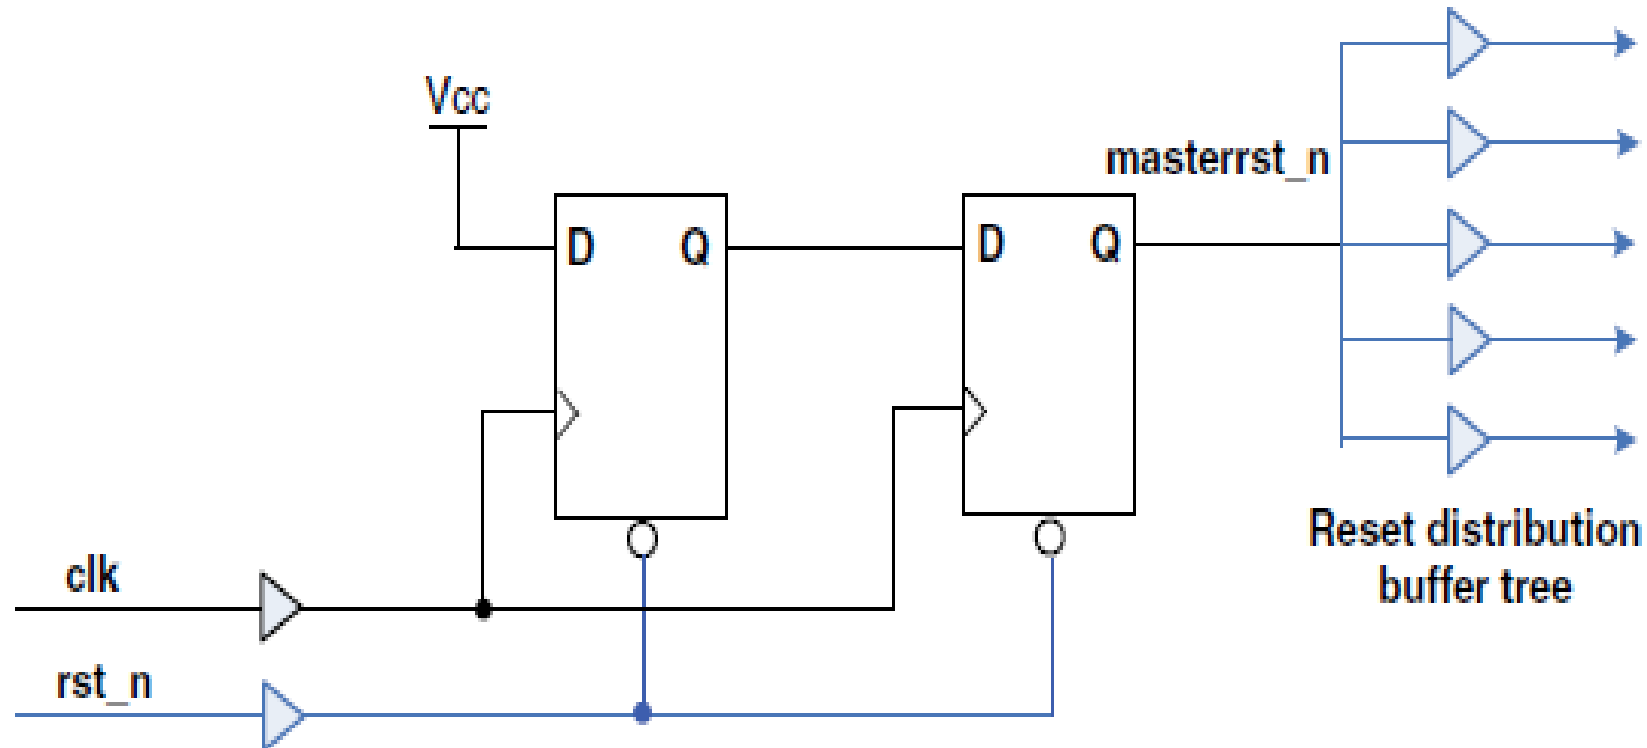 Vcc
masterrst_n
D Q
D Q
Reset distribution
buffer tree
clk
rst_n